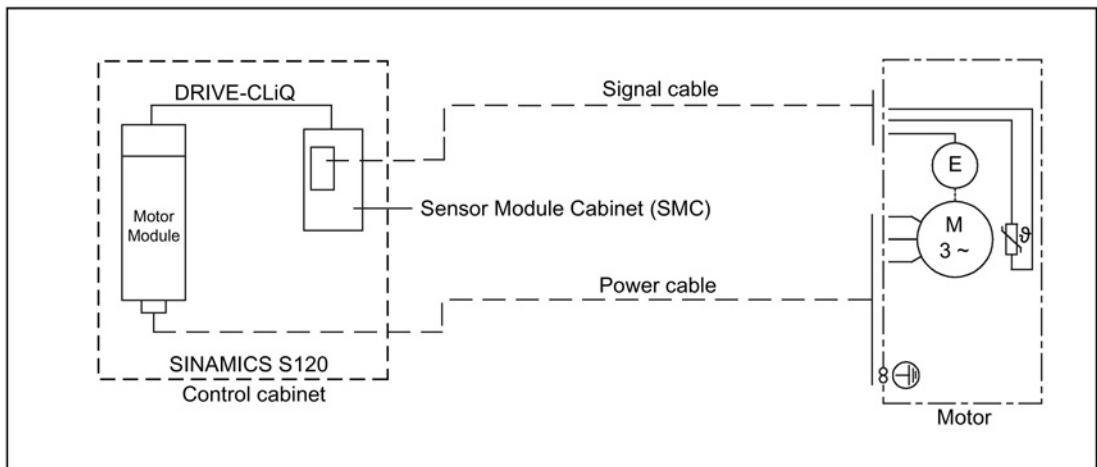 DRIVE-CLiQ
Signal cable
Motor
Module
E
Sensor Module Cabinet (SMC)
M
3 ~
ϑ
Power cable
SINAMICS S120
Control cabinet
Motor